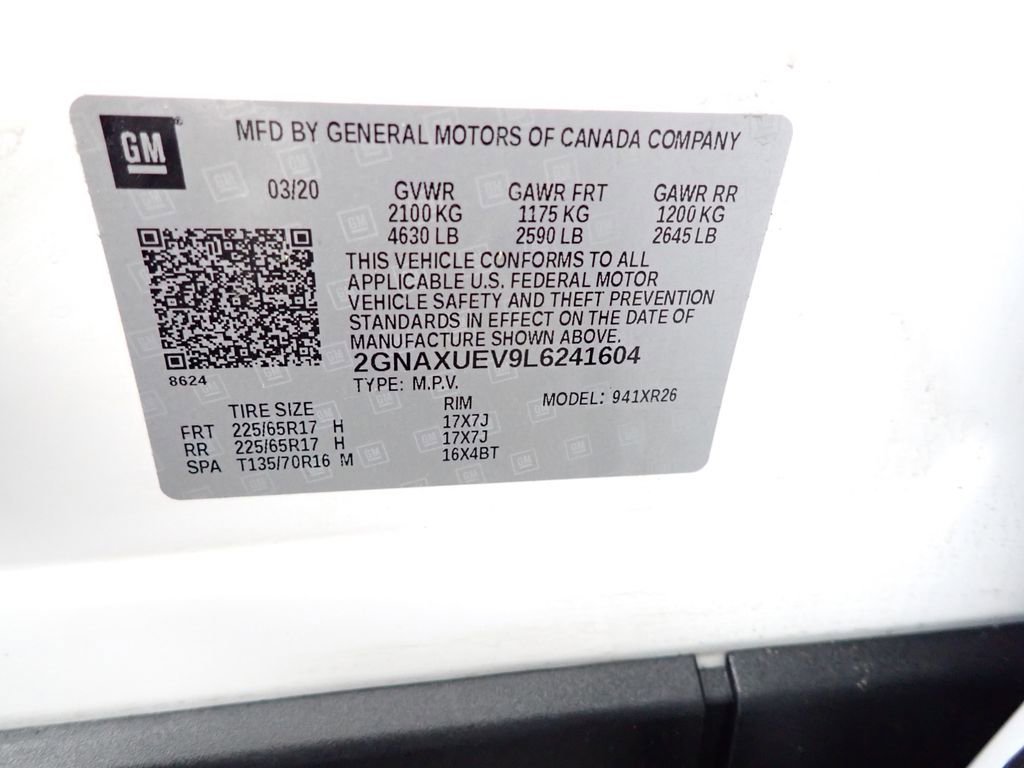 GM
MFD BY GENERAL MOTORS OF CANADA COMPANY
03/20 GVWR GAWR FRT GAWR RR
2100 KG 1175 KG 1200 KG
4630 LB 2590 LB 2645 LB
THIS VEHICLE CONFORMS TO ALL
APPLICABLE U.S. FEDERAL MOTOR
VEHICLE SAFETY AND THEFT PREVENTION
STANDARDS IN EFFECT ON THE DATE OF
MANUFACTURE SHOWN ABOVE.
2GNAXUEV9L6241604
8624
TYPE: M.P.V. MODEL: 941XR26
TIRE SIZE RIM
FRT 225/65R17 H 17X7J
RR 225/65R17 H 17X7J
SPA T135/70R16 M 16X4BT